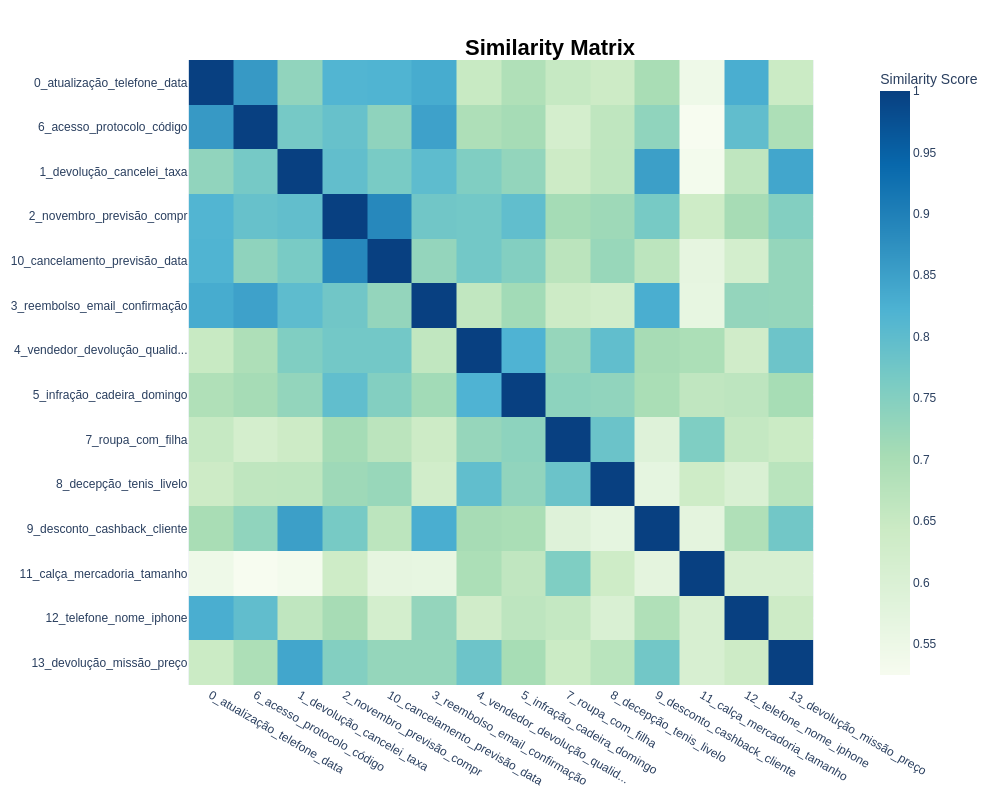 Similarity Matrix
Similarity Score
0_atualização_telefone_data
6_acesso_protocolo_código
1_devolução_cancelei_taxa
2_novembro_previsão_compr
10_cancelamento_previsão_data
3_reembolso_email_confirmação
4_vendedor_devolução_qualid...
5_infração_cadeira_domingo
7_roupa_com_filha
8_decepção_tenis_livelo
9_desconto_cashback_cliente
11_calça_mercadoria_tamanho
12_telefone_nome_iphone
13_devolução_missão_preço
1
0.95
0.9
0.85
0.8
0.75
0.7
0.65
0.6
0.55
0_atualização_telefone_data
6_acesso_protocolo_código
1_devolução_cancelei_taxa
2_novembro_previsão_compr
10_cancelamento_previsão_data
3_reembolso_email_confirmação
4_vendedor_devolução_qualid...
5_infração_cadeira_domingo
7_roupa_com_filha
8_decepção_tenis_livelo
9_desconto_cashback_cliente
11_calça_mercadoria_tamanho
12_telefone_nome_iphone
13_devolução_missão_preço